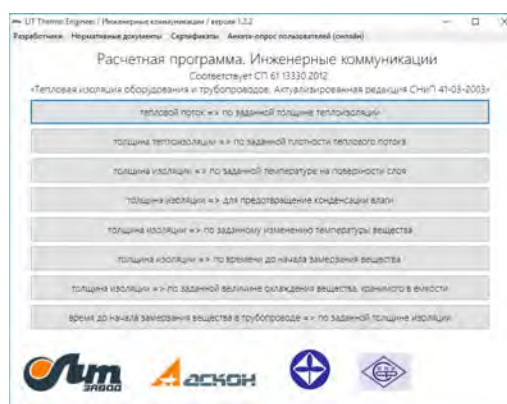 LIT Thermo Engineer / Инженерные коммуникации / версия 1.2.2
Разработчики Нормативные документы Сертификаты Анкета-опрос пользователей (онлайн)
Расчетная программа. Инженерные коммуникации
Соответствует СП 61.13330.2012
«Тепловая изоляция оборудования и трубопроводов. Актуализированная редакция СНиП 41-03-2003»
тепловой поток => по заданной толщине теплоизоляции
толщина теплоизоляции => по заданной плотности теплового потока
толщина изоляции => по заданной температуре на поверхности слоя
толщина изоляции => для предотвращение конденсации влаги
толщина изоляции => по заданному изменению температуры вещества
толщина изоляции => по времени до начала замерзания вещества
толщина изоляции => по заданной величине охлаждения вещества, хранимого в емкости
время до начала замерзания вещества в трубопроводе => по заданной толщине изоляции
Лит
ЗАВОД
АСКОН